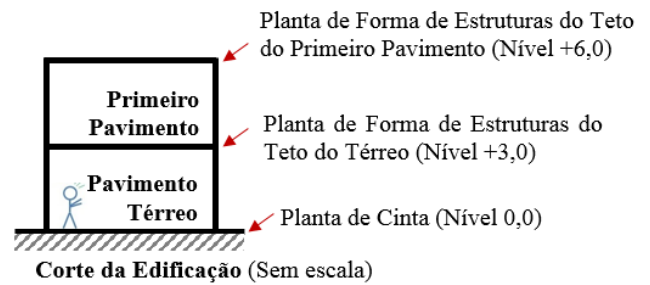 Planta de Forma de Estruturas do Teto
do Primeiro Pavimento (Nível +6,0)
Primeiro
Pavimento
Planta de Forma de Estruturas do
Teto do Térreo (Nível +3,0)
Pavimento
Térreo
Planta de Cinta (Nível 0,0)
Corte da Edificação (Sem escala)